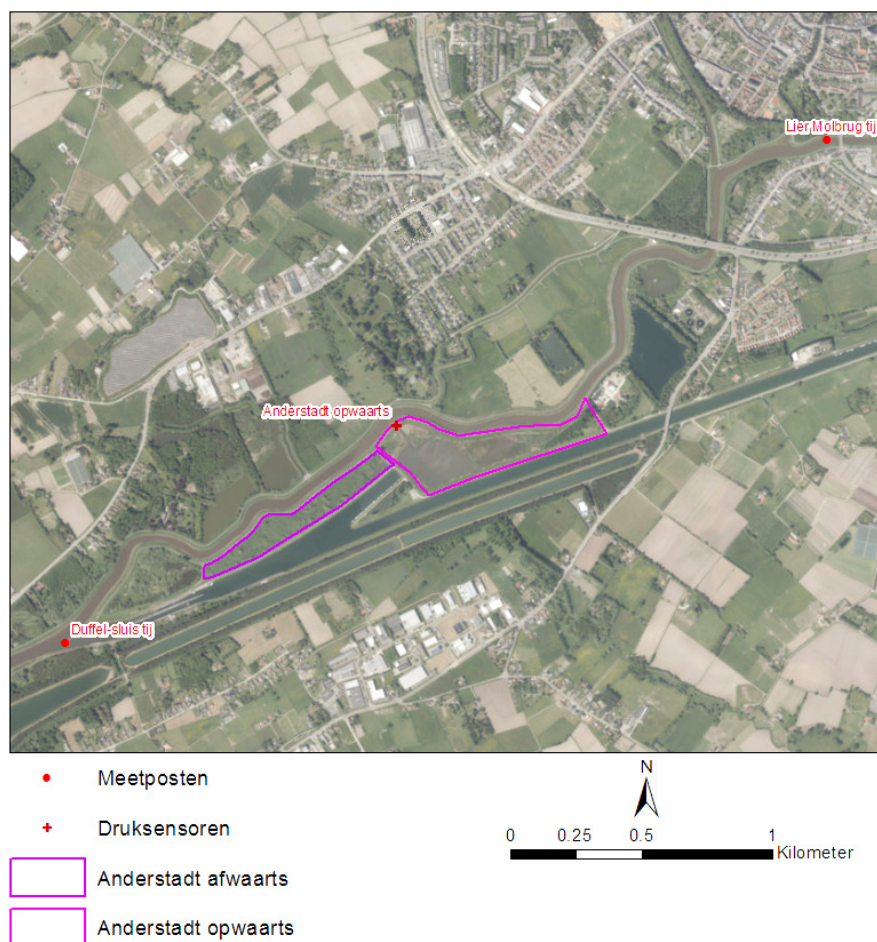 Lier Molbrug tij
Anderstadt opwaarts
Duffel-sluis tij
Meetposten
Druksensoren
Anderstadt afwaarts
Anderstadt opwaarts
N
0 0.25 0.5 1
Kilometer